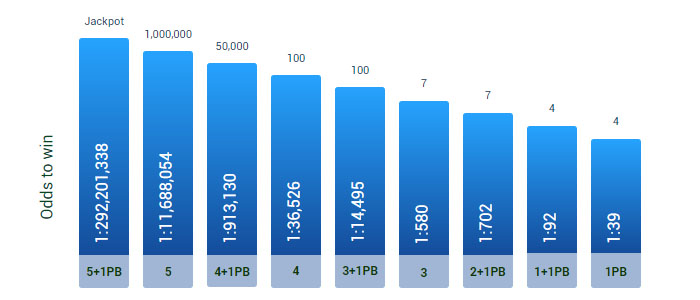 Jackpot
1,000,000
50,000
100
100
7
7
4
4
Odds to win
1:292,201,338
1:11,688,054
1:913,130
1:36,526
1:14,495
1:580
1:702
1:92
1:39
5+1PB
5
4+1PB
4
3+1PB
3
2+1PB
1+1PB
1PB